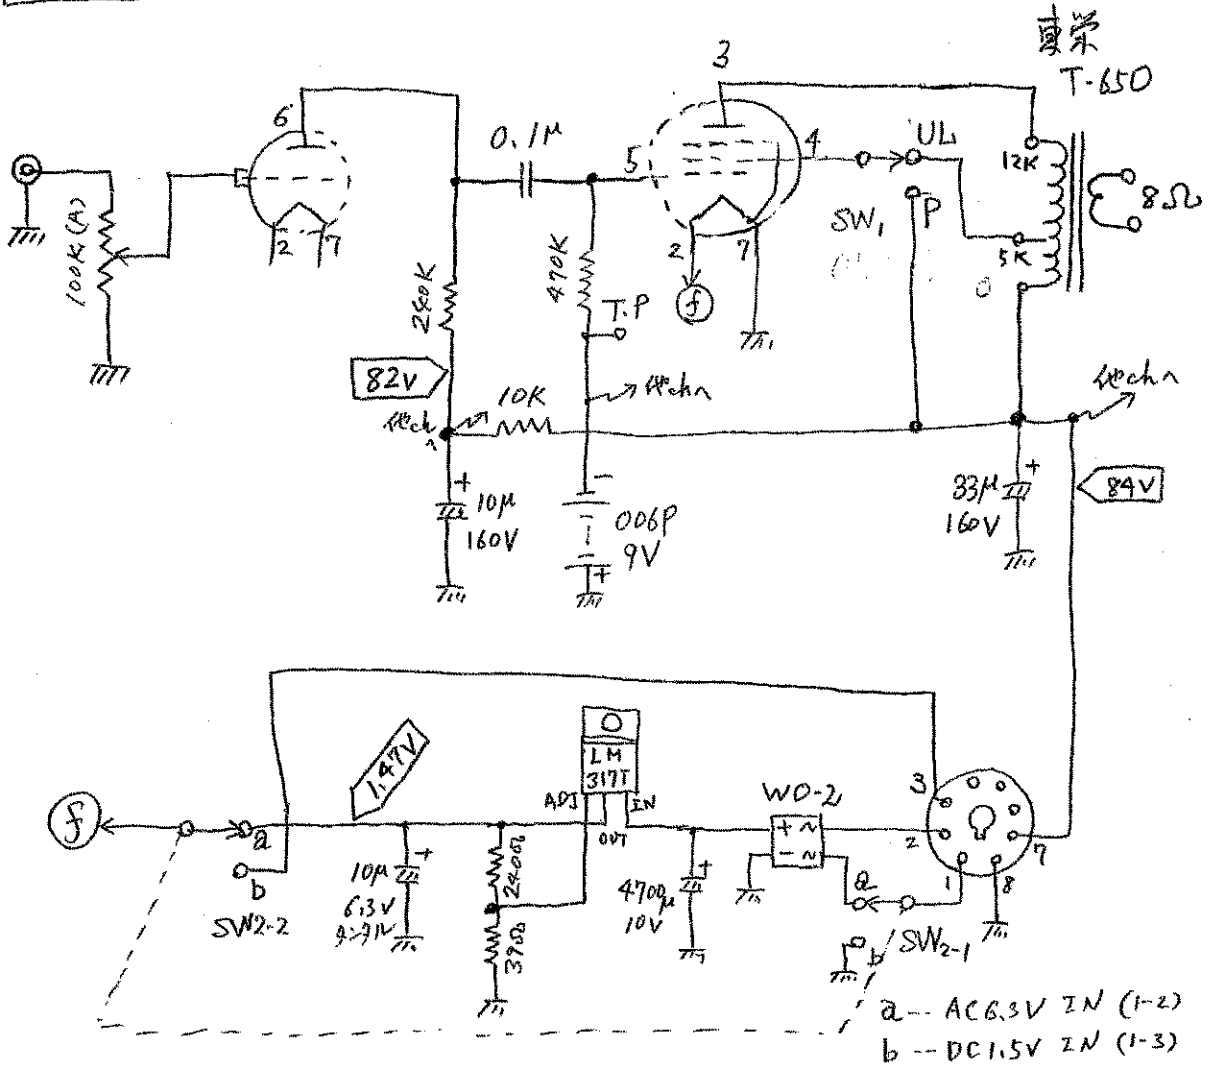 東栄
T-650
3
6
0.1μ
5
4
UL
12K
8Ω
100K(A)
2
7
SW1
P
5K
0
2
7
f
240K
470K
T.P
82V
他chへ
10K
他chへ
他chへ
84V
+
10μ
160V
-
006P
9V
+
+
33μ
160V
1.47V
LM
317T
ADJ
IN
OUT
WO-2
+ ~
- ~
3
2
7
1
8
f
a
b
SW2-2
+
10μ
6.3V
タンタル
240Ω
390Ω
+
4700μ
10V
a
b
SW2-1
a -- AC6.3V IN (1-2)
b -- DC1.5V IN (1-3)